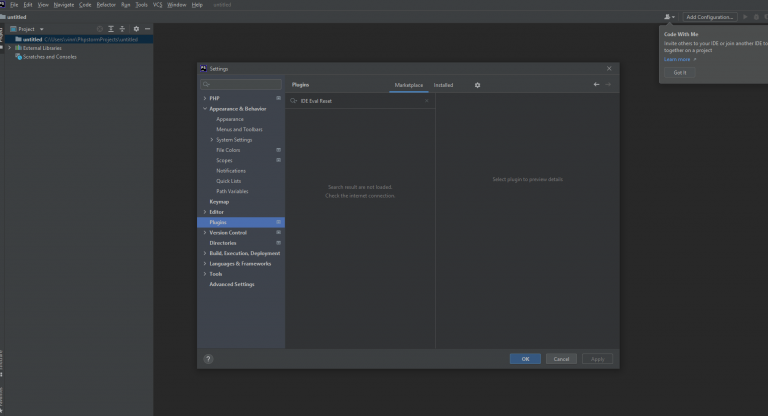 File Edit View Navigate Code Refactor Run Tools VCS Window Help untitled
untitled
Add Configuration...
Project
Project
untitled C:\Users\
External Libraries
Scratches and Consoles
Code With Me
Invite others to your IDE or join another IDE to
together on a project
Learn more
Got It
Settings
PHP
Appearance & Behavior
Appearance
Menus and Toolbars
System Settings
File Colors
Scopes
Notifications
Quick Lists
Path Variables
Keymap
Editor
Plugins
Version Control
Directories
Build, Execution, Deployment
Languages & Frameworks
Tools
Advanced Settings
Plugins
Marketplace
Installed
IDE Eval Reset
Search result are not loaded.
Check the internet connection.
Select plugin to preview details
?
OK
Cancel
Apply